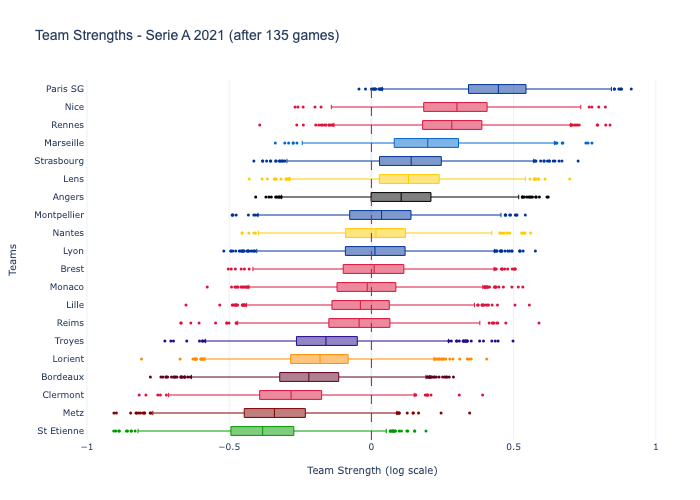 Team Strengths - Serie A 2021 (after 135 games)
Paris SG
Nice
Rennes
Marseille
Strasbourg
Lens
Angers
Montpellier
Nantes
Lyon
Brest
Monaco
Lille
Reims
Troyes
Lorient
Bordeaux
Clermont
Metz
St Etienne
Teams
−1
−0.5
0
0.5
1
Team Strength (log scale)